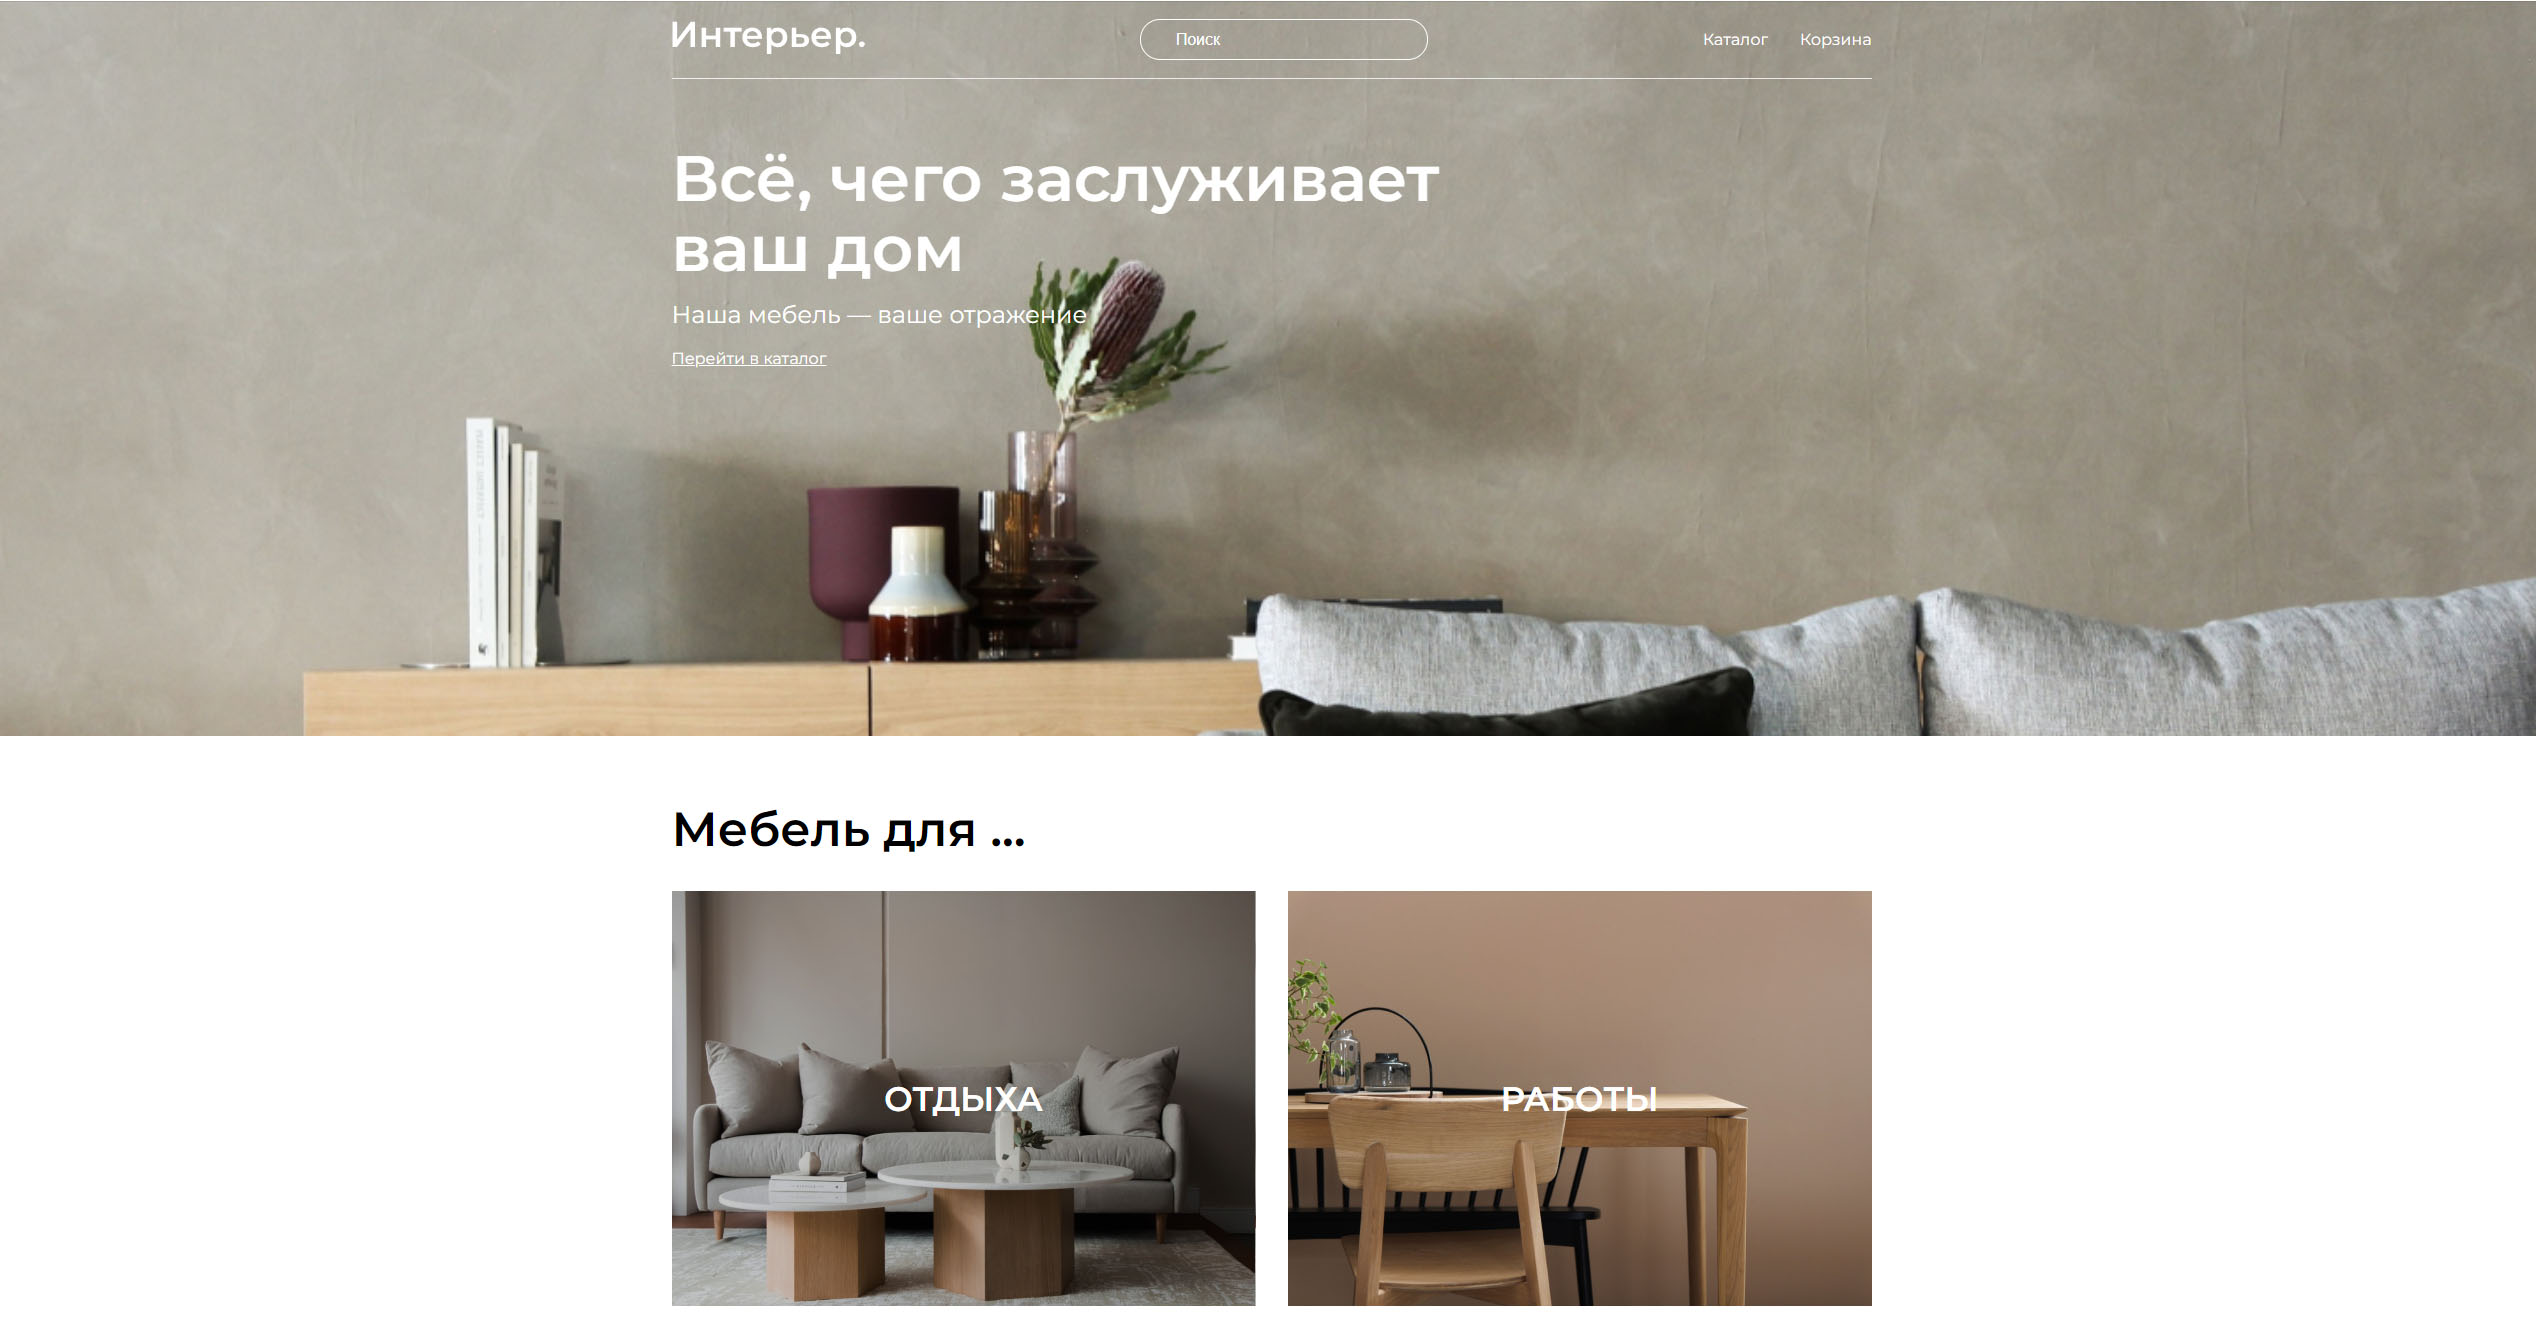 Интерьер.
Поиск
Каталог
Корзина
Всё, чего заслуживает
ваш дом
Наша мебель — ваше отражение
Перейти в каталог
Мебель для ...
ОТДЫХА
РАБОТЫ